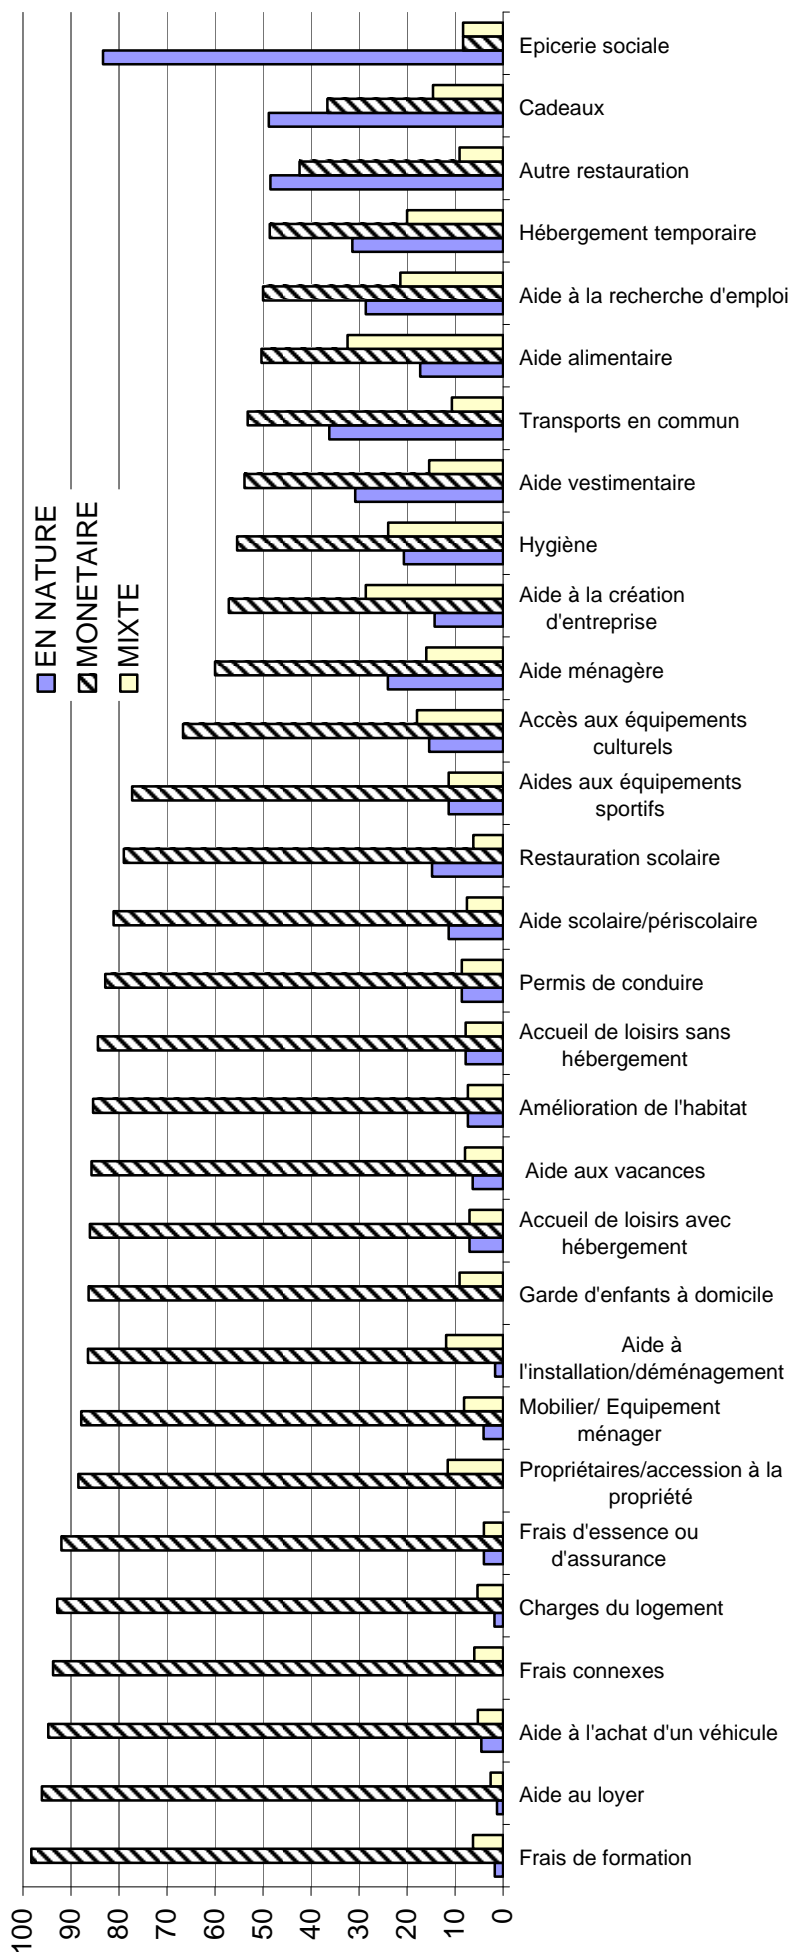 EN NATURE
MONETAIRE
MIXTE
Epicerie sociale
Cadeaux
Autre restauration
Hébergement temporaire
Aide à la recherche d'emploi
Aide alimentaire
Transports en commun
Aide vestimentaire
Hygiène
Aide à la création
d'entreprise
Aide ménagère
Accès aux équipements
culturels
Aides aux équipements
sportifs
Restauration scolaire
Aide scolaire/périscolaire
Permis de conduire
Accueil de loisirs sans
hébergement
Amélioration de l'habitat
Aide aux vacances
Accueil de loisirs avec
hébergement
Garde d'enfants à domicile
Aide à
l'installation/déménagement
Mobilier/ Equipement
ménager
Propriétaires/accession à la
propriété
Frais d'essence ou
d'assurance
Charges du logement
Frais connexes
Aide à l'achat d'un véhicule
Aide au loyer
Frais de formation
100
90
80
70
60
50
40
30
20
10
0